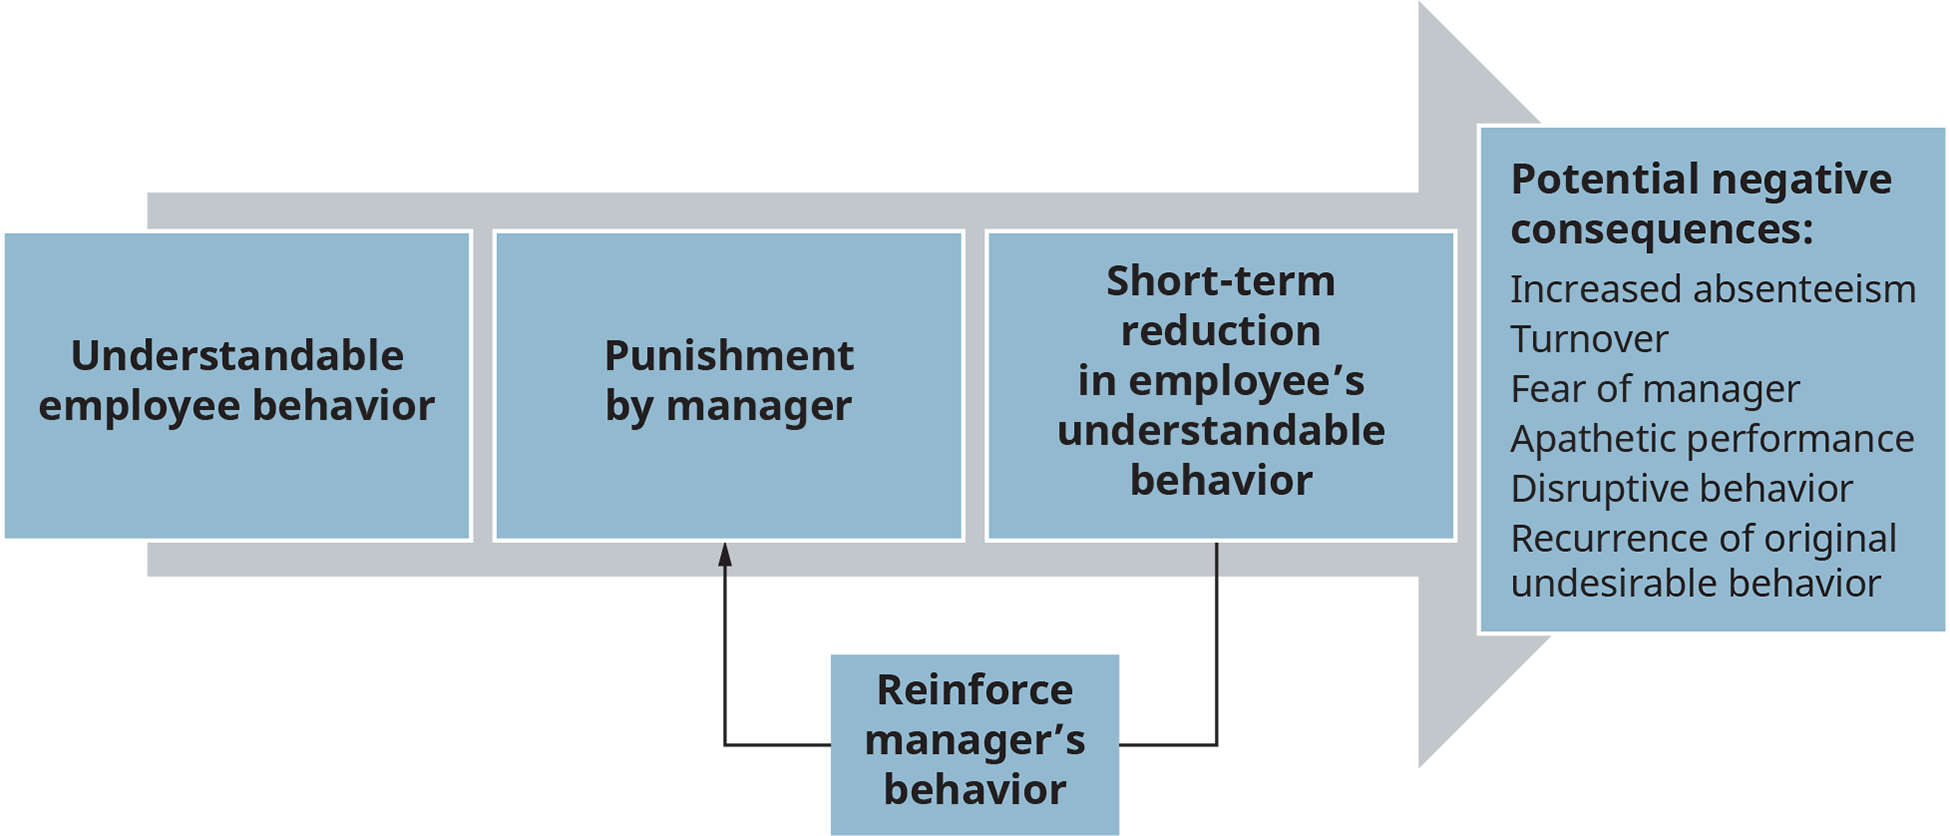 Understandable
employee behavior
Punishment
by manager
Short-term
reduction
in employee’s
understandable
behavior
Potential negative
consequences:
Increased absenteeism
Turnover
Fear of manager
Apathetic performance
Disruptive behavior
Recurrence of original
undesirable behavior
Reinforce
manager’s
behavior